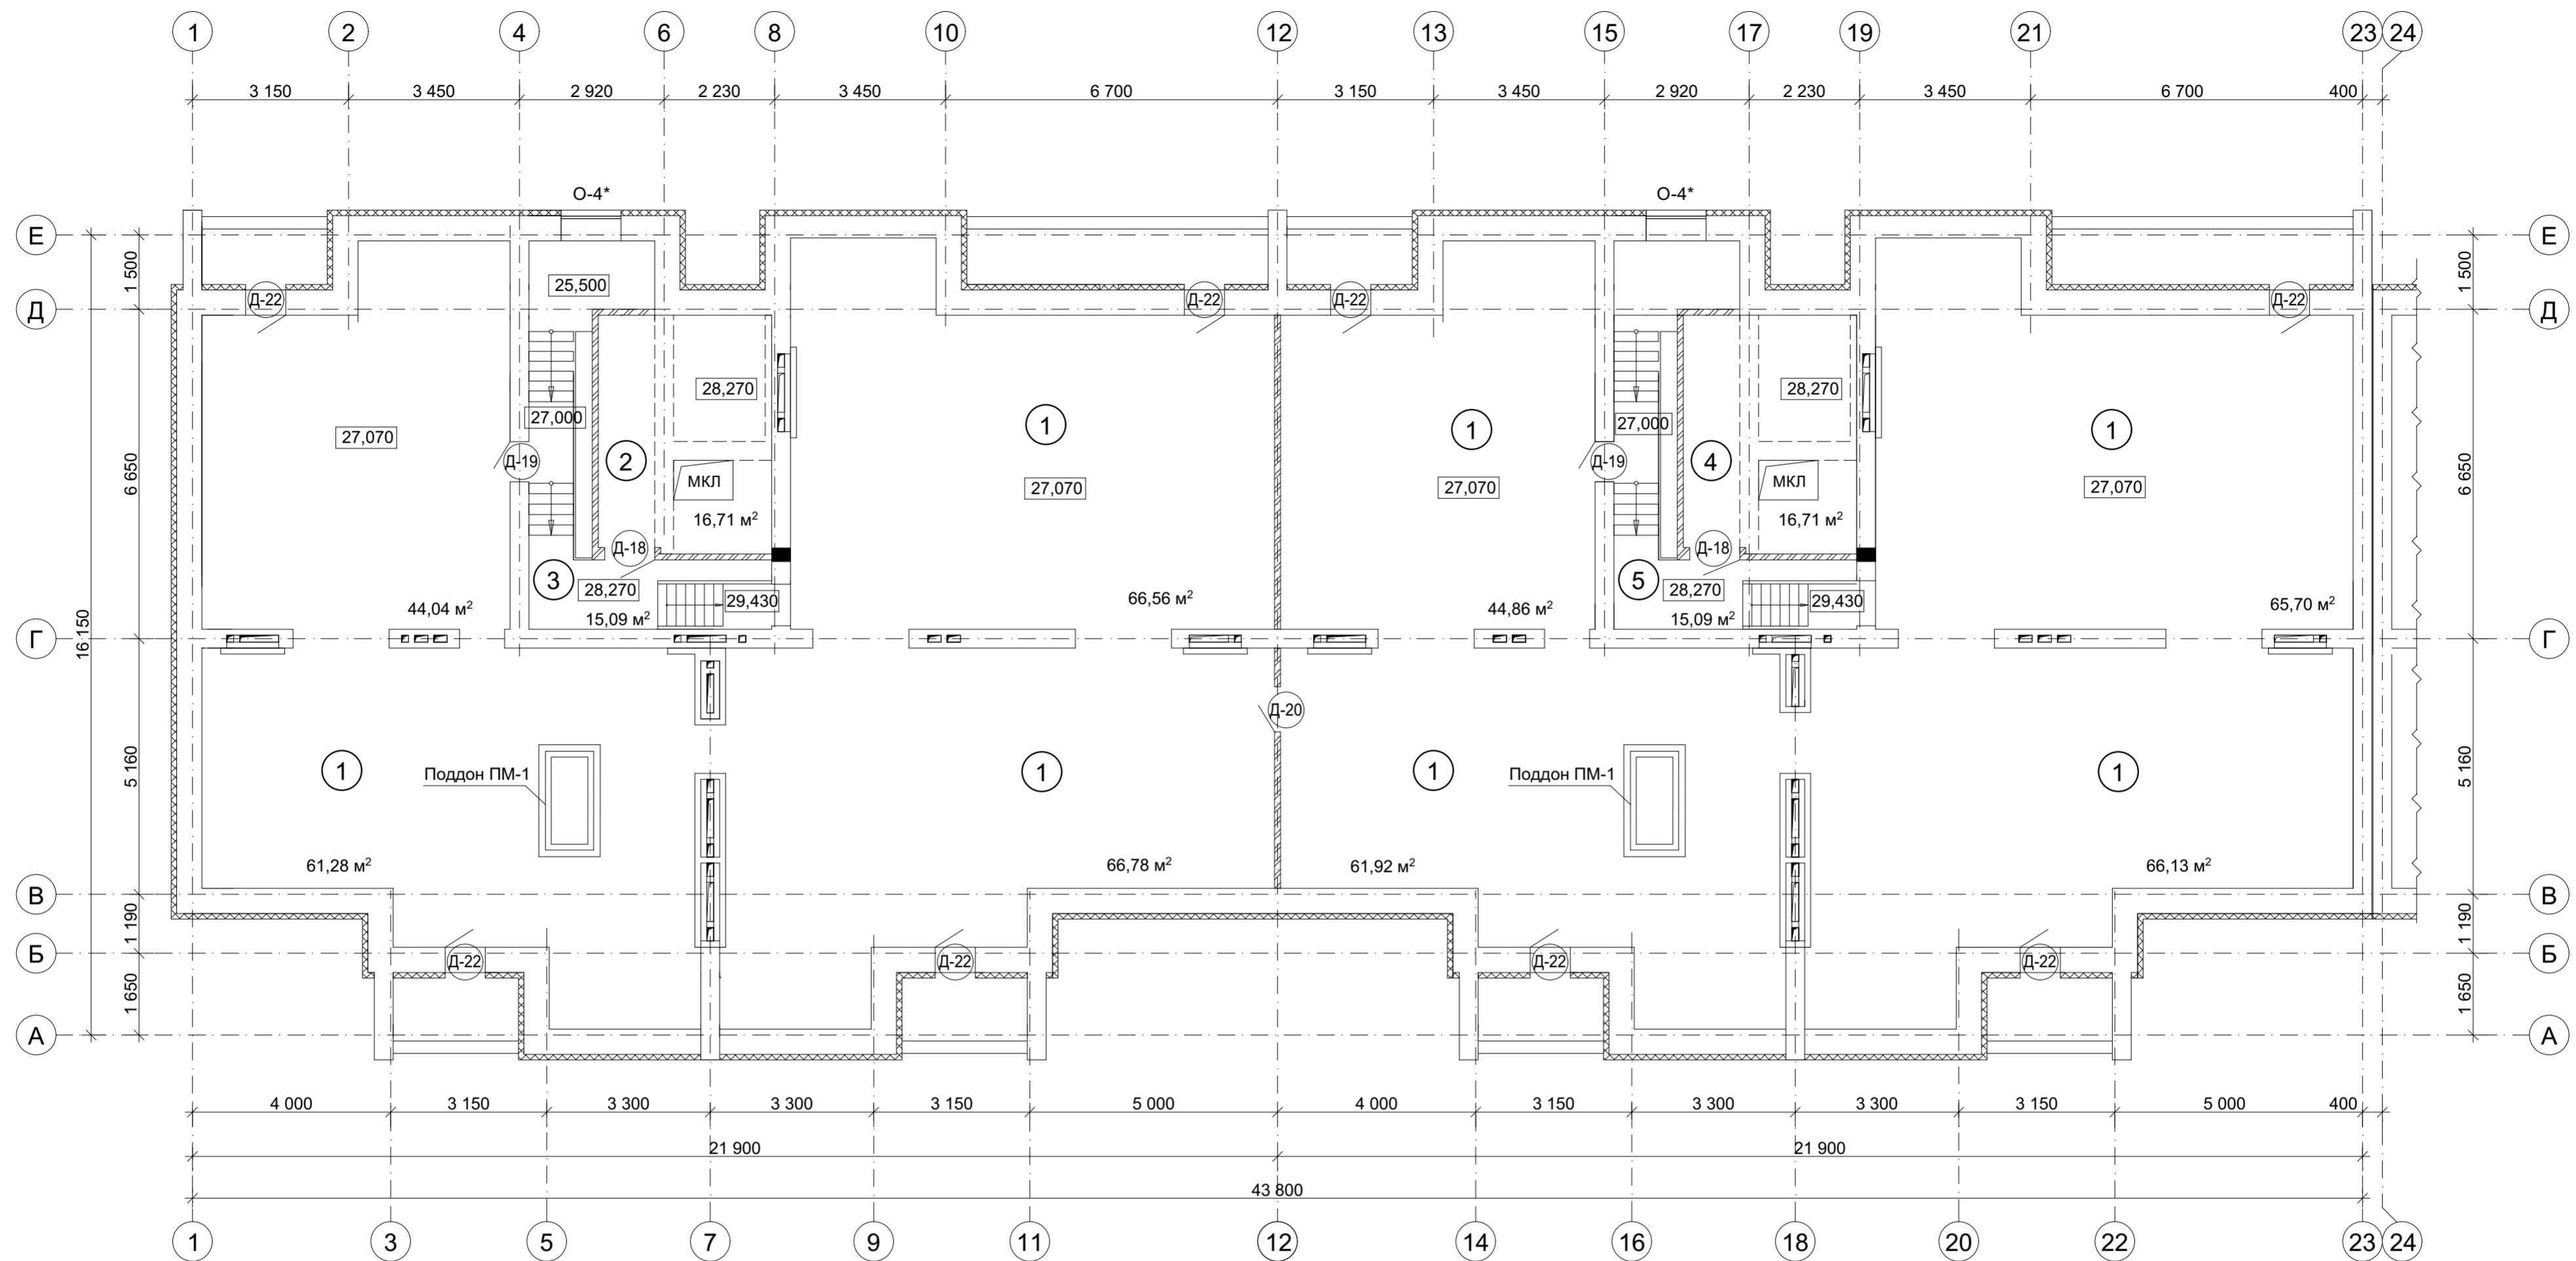 1 2 4 6 8 10 12 13 15 17 19 21 23 24
3 150 3 450 2 920 2 230 3 450 6 700 3 150 3 450 2 920 2 230 3 450 6 700 400
О-4* О-4*
Е Е
1 500 1 500
25,500
Д-22 Д-22 Д-22 Д-22
Д Д
28,270 28,270
27,000 1 1 27,000 1
27,070
Д-19 2 Д-19 4
6 650 6 650
МКЛ МКЛ
27,070 27,070 27,070
16,71 м² 16,71 м²
Д-18 Д-18
3 28,270 5 28,270
29,430 29,430
44,04 м² 15,09 м² 66,56 м² 44,86 м² 15,09 м² 65,70 м²
16 150
Г Г
Д-20
1 Поддон ПМ-1 1 1 Поддон ПМ-1 1
5 160 5 160
61,28 м² 66,78 м² 61,92 м² 66,13 м²
В В
1 190 1 190
Б Д-22 Д-22 Д-22 Д-22 Б
1 650 1 650
А А
4 000 3 150 3 300 3 300 3 150 5 000 4 000 3 150 3 300 3 300 3 150 5 000 400
21 900 21 900
43 800
1 3 5 7 9 11 12 14 16 18 20 22 23 24